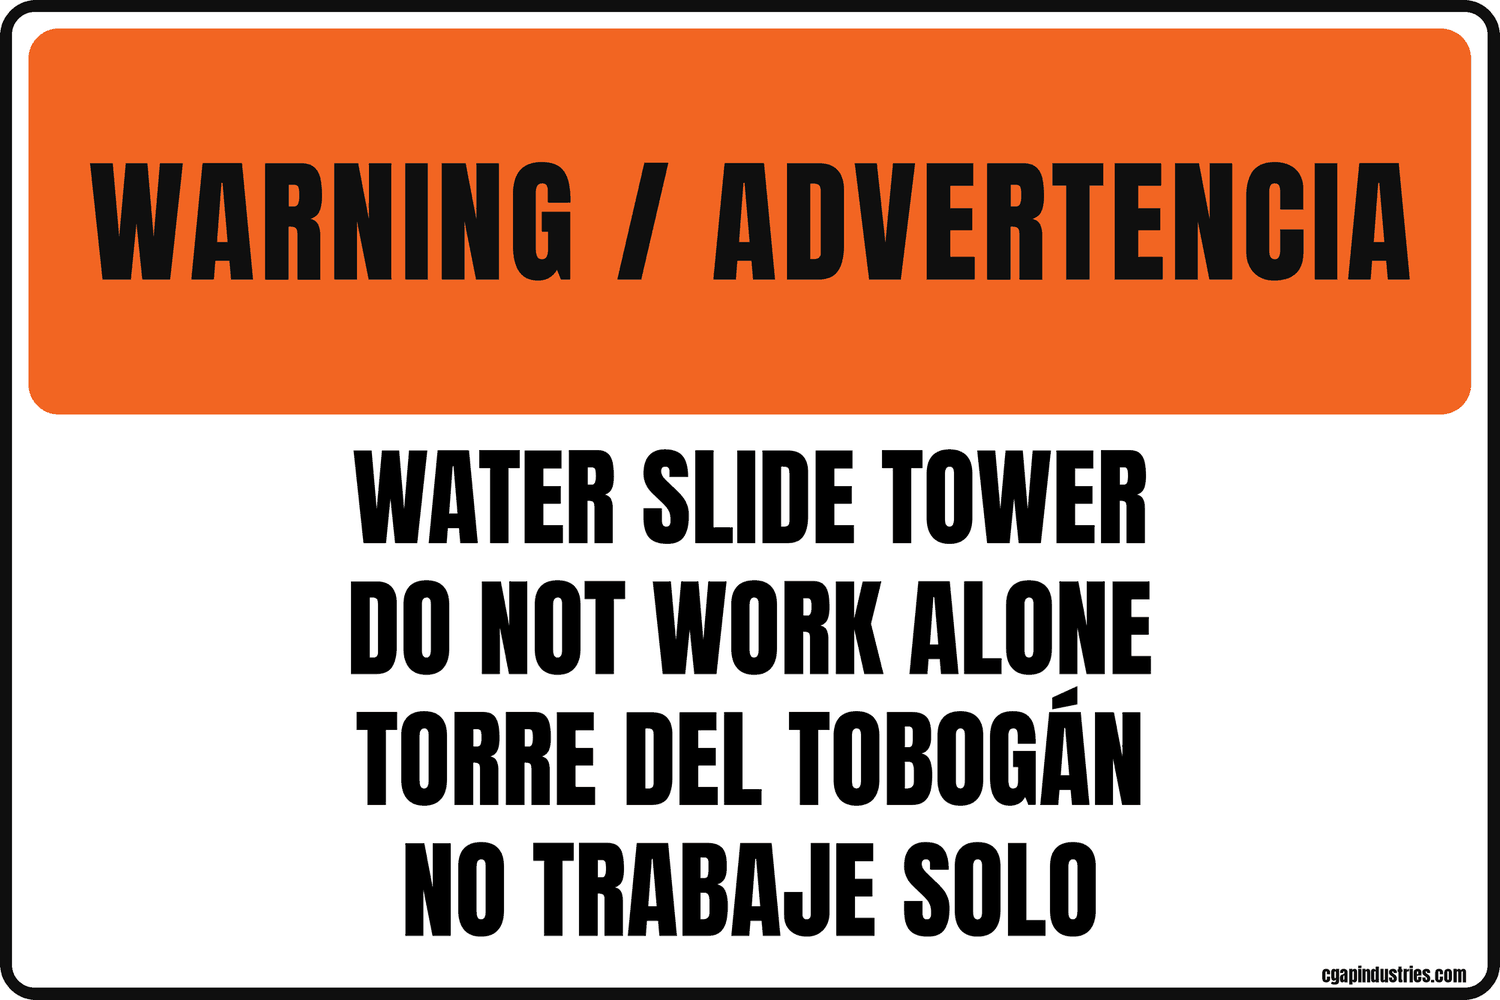 WARNING / ADVERTENCIA
WATER SLIDE TOWER
DO NOT WORK ALONE
TORRE DEL TOBOGÁN
NO TRABAJE SOLO
cgapindustries.com